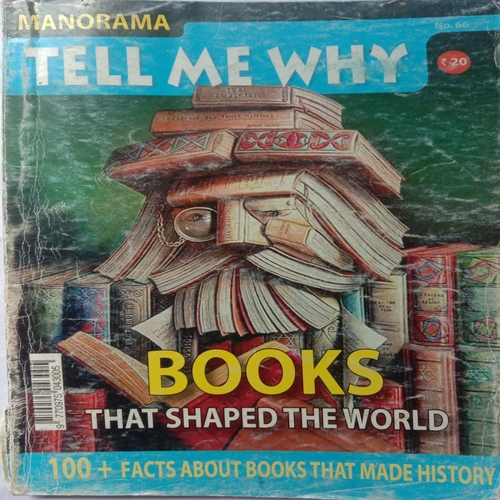 MANORAMA
No. 66
TELL ME WHY
₹ 20
BOOKS
THAT SHAPED THE WORLD
100 + FACTS ABOUT BOOKS THAT MADE HISTORY